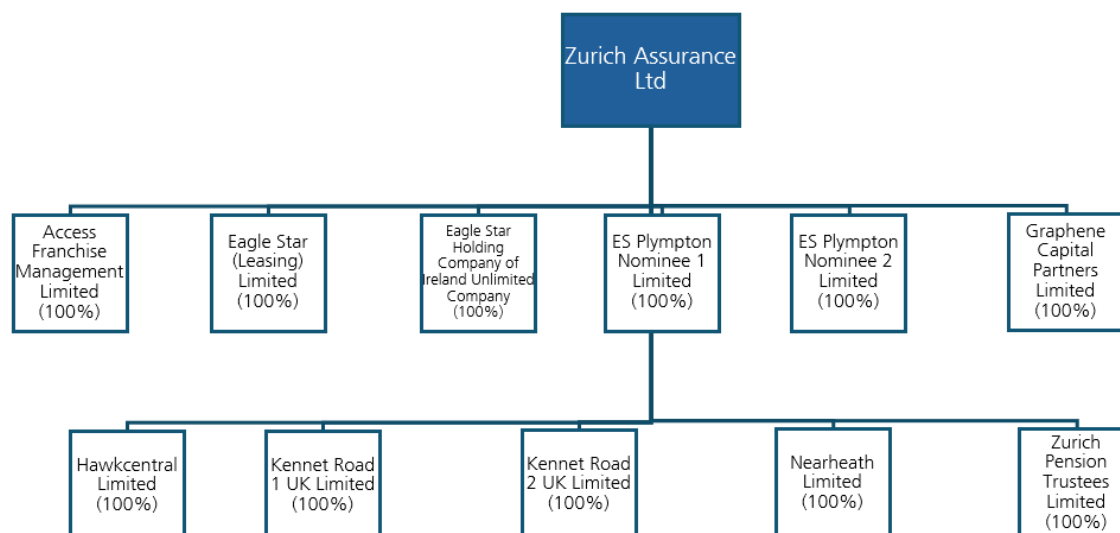 Zurich Assurance
Ltd
Access
Franchise
Management
Limited
(100%)
Eagle Star
(Leasing)
Limited
(100%)
Eagle Star
Holding
Company of
Ireland Unlimited
Company
(100%)
ES Plympton
Nominee 1
Limited
(100%)
ES Plympton
Nominee 2
Limited
(100%)
Graphene
Capital
Partners
Limited
(100%)
Hawkcentral
Limited
(100%)
Kennet Road
1 UK Limited
(100%)
Kennet Road
2 UK Limited
(100%)
Nearheath
Limited
(100%)
Zurich
Pension
Trustees
Limited
(100%)